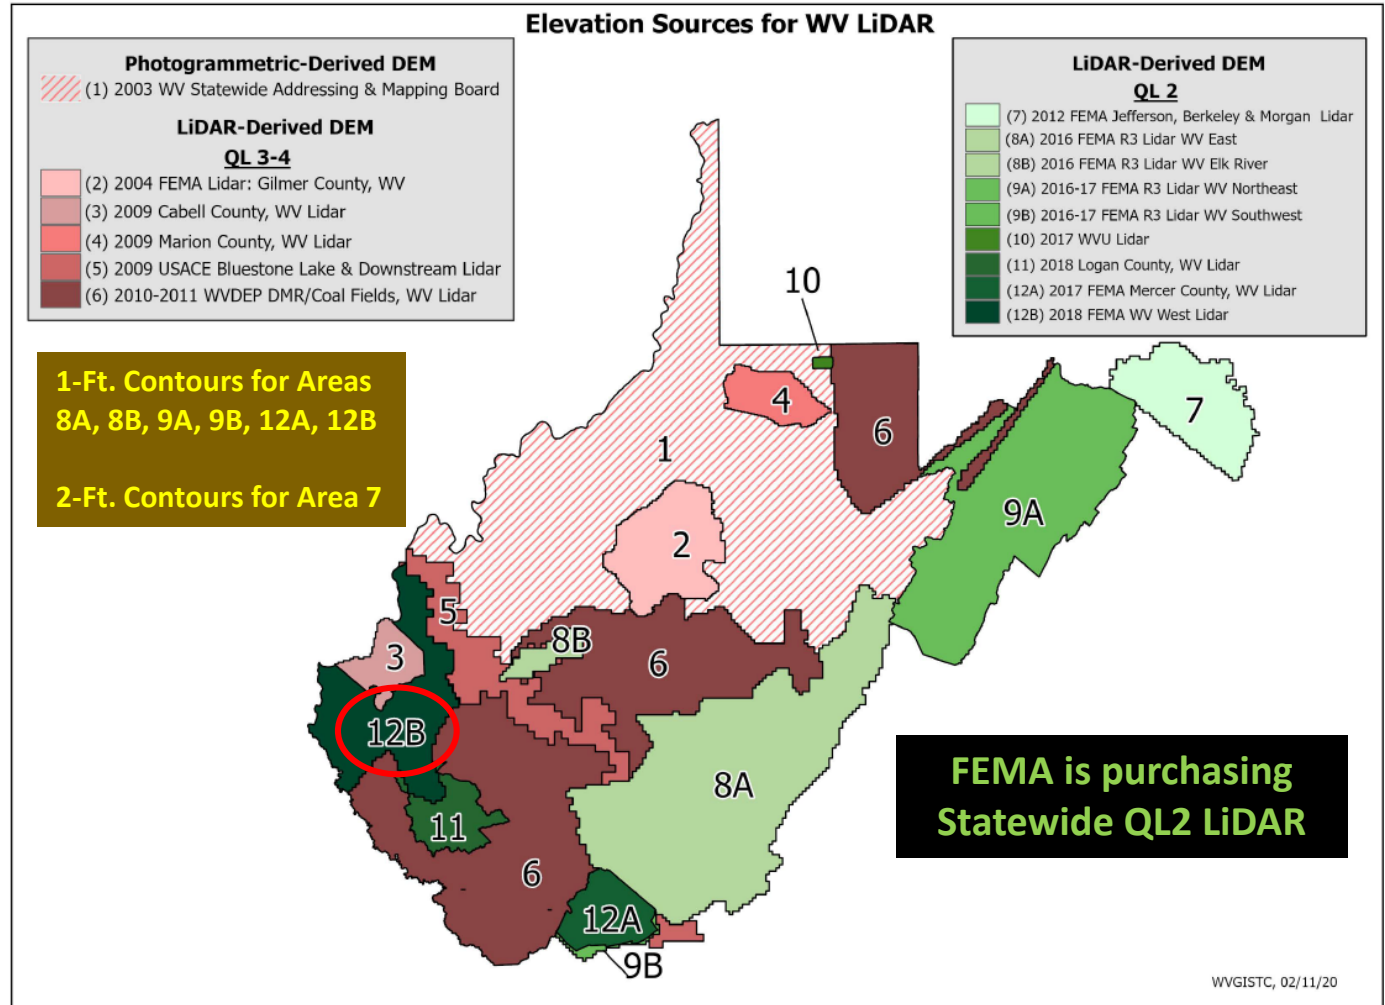 Elevation Sources for WV LiDAR
Photogrammetric-Derived DEM
(1) 2003 WV Statewide Addressing & Mapping Board
LiDAR-Derived DEM
QL 3-4
(2) 2004 FEMA Lidar: Gilmer County, WV
(3) 2009 Cabell County, WV Lidar
(4) 2009 Marion County, WV Lidar
(5) 2009 USACE Bluestone Lake & Downstream Lidar
(6) 2010-2011 WVDEP DMR/Coal Fields, WV Lidar
LiDAR-Derived DEM
QL 2
(7) 2012 FEMA Jefferson, Berkeley & Morgan Lidar
(8A) 2016 FEMA R3 Lidar WV East
(8B) 2016 FEMA R3 Lidar WV Elk River
(9A) 2016-17 FEMA R3 Lidar WV Northeast
(9B) 2016-17 FEMA R3 Lidar WV Southwest
(10) 2017 WVU Lidar
(11) 2018 Logan County, WV Lidar
(12A) 2017 FEMA Mercer County, WV Lidar
(12B) 2018 FEMA WV West Lidar
1-Ft. Contours for Areas
8A, 8B, 9A, 9B, 12A, 12B
2-Ft. Contours for Area 7
10
4
7
6
1
9A
2
5
8B
3
6
12B
8A
11
6
12A
9B
FEMA is purchasing
Statewide QL2 LiDAR
WVGISTC, 02/11/20